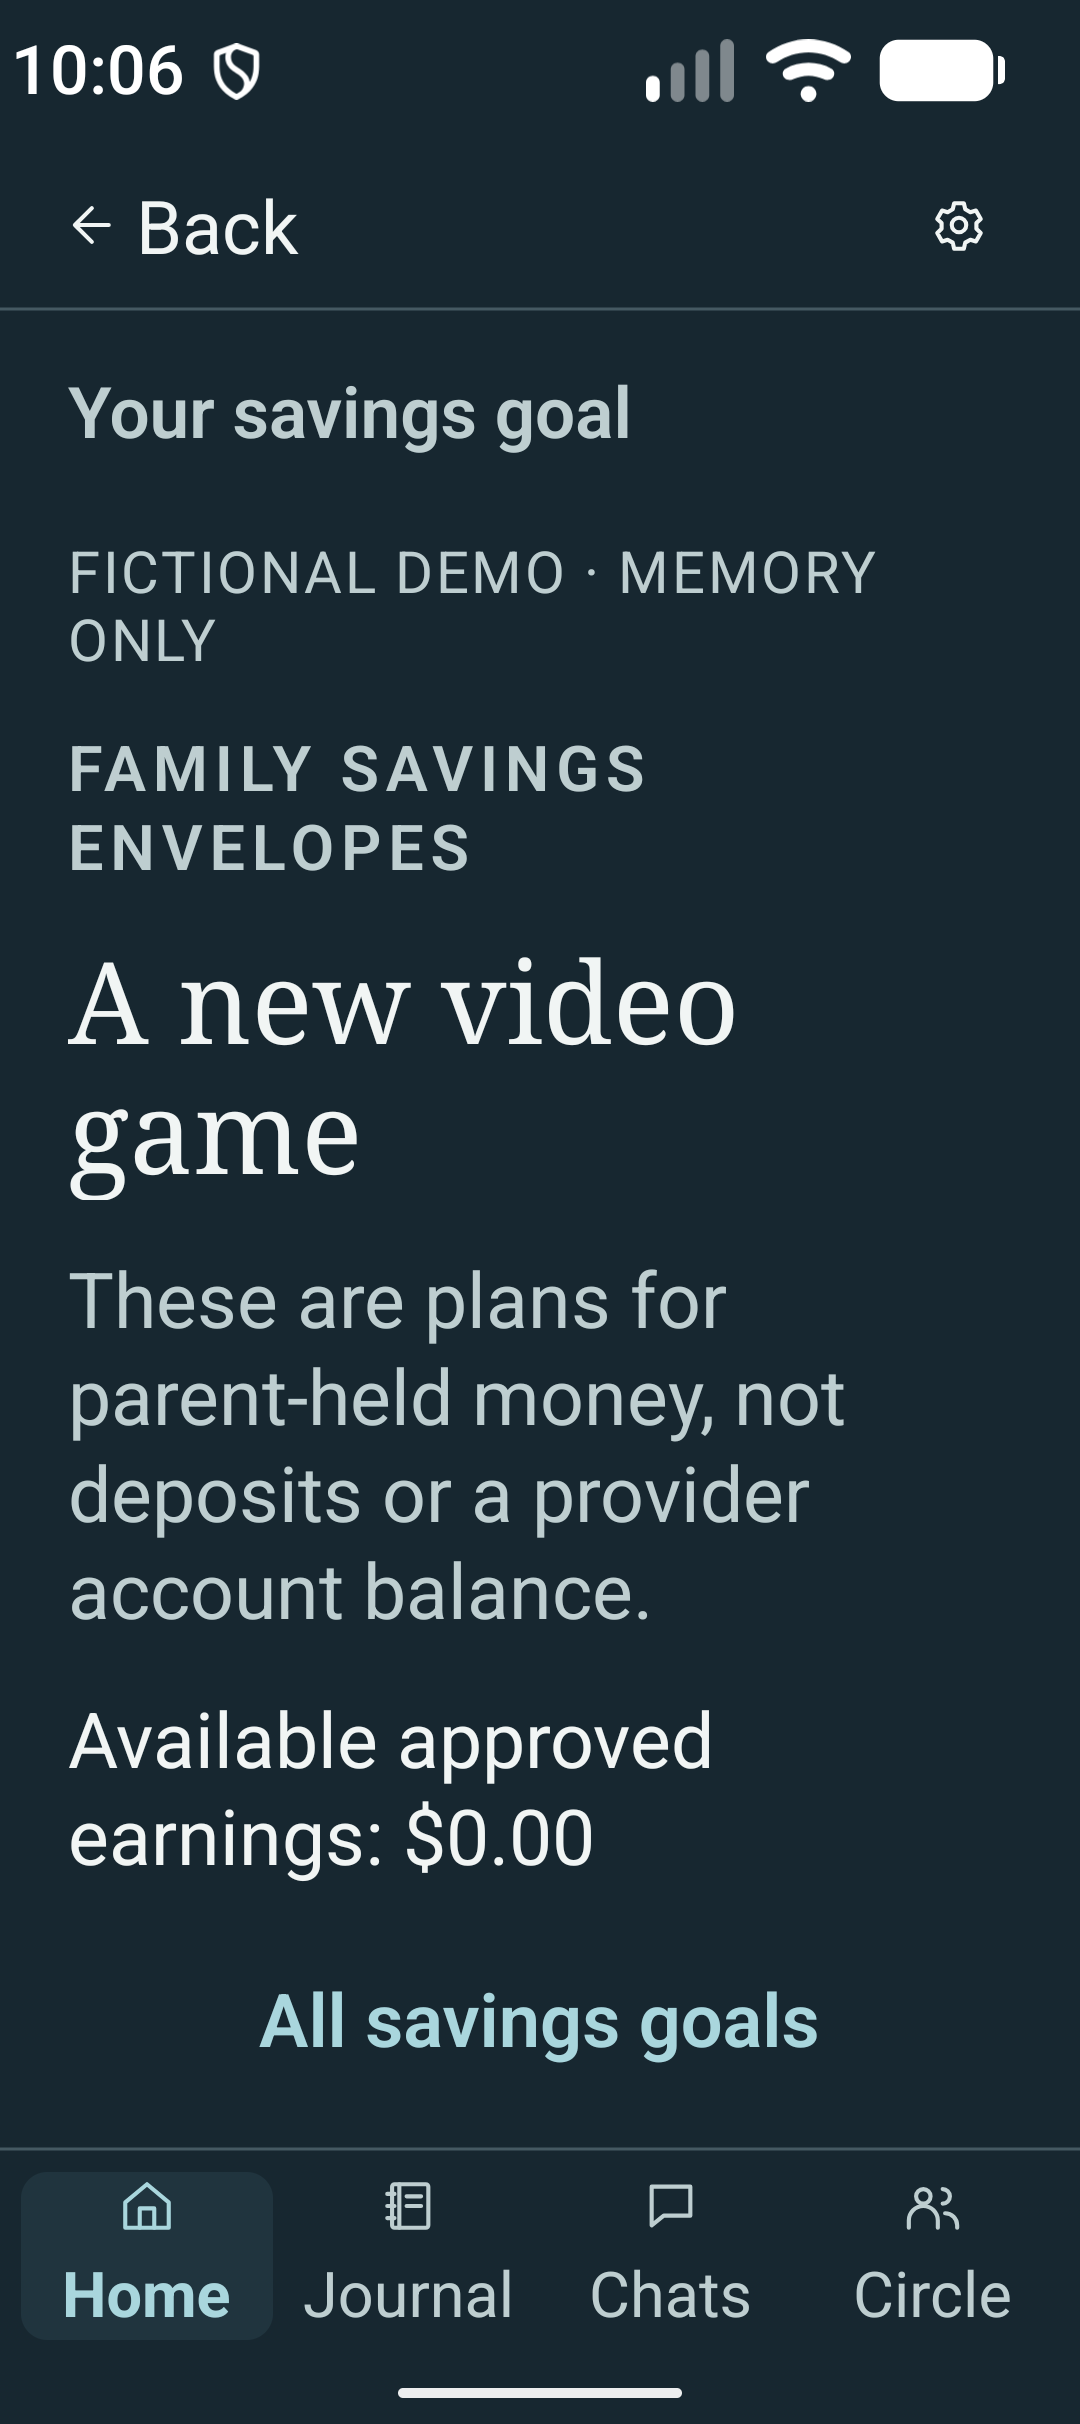 10:06
Back
Your savings goal
FICTIONAL DEMO · MEMORY
ONLY
FAMILY SAVINGS
ENVELOPES
A new video
game
These are plans for
parent-held money, not
deposits or a provider
account balance.
Available approved
earnings: $0.00
All savings goals
Home
Journal
Chats
Circle